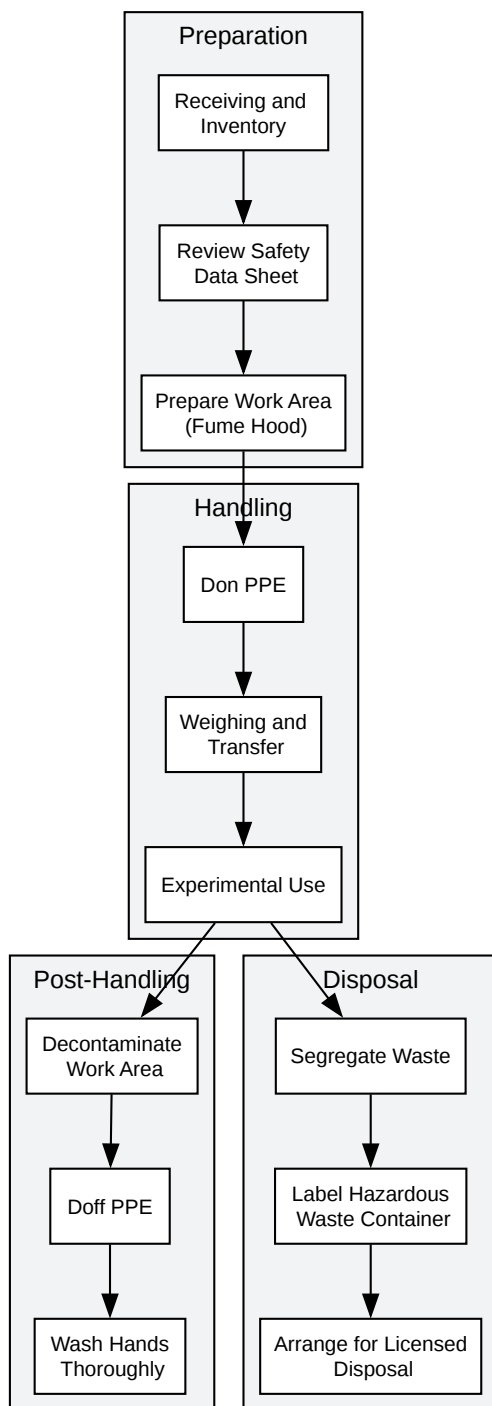 Preparation
Receiving and
Inventory
Review Safety
Data Sheet
Prepare Work Area
(Fume Hood)
Handling
Don PPE
Weighing and
Transfer
Experimental Use
Post-Handling
Decontaminate
Work Area
Doff PPE
Wash Hands
Thoroughly
Disposal
Segregate Waste
Label Hazardous
Waste Container
Arrange for Licensed
Disposal